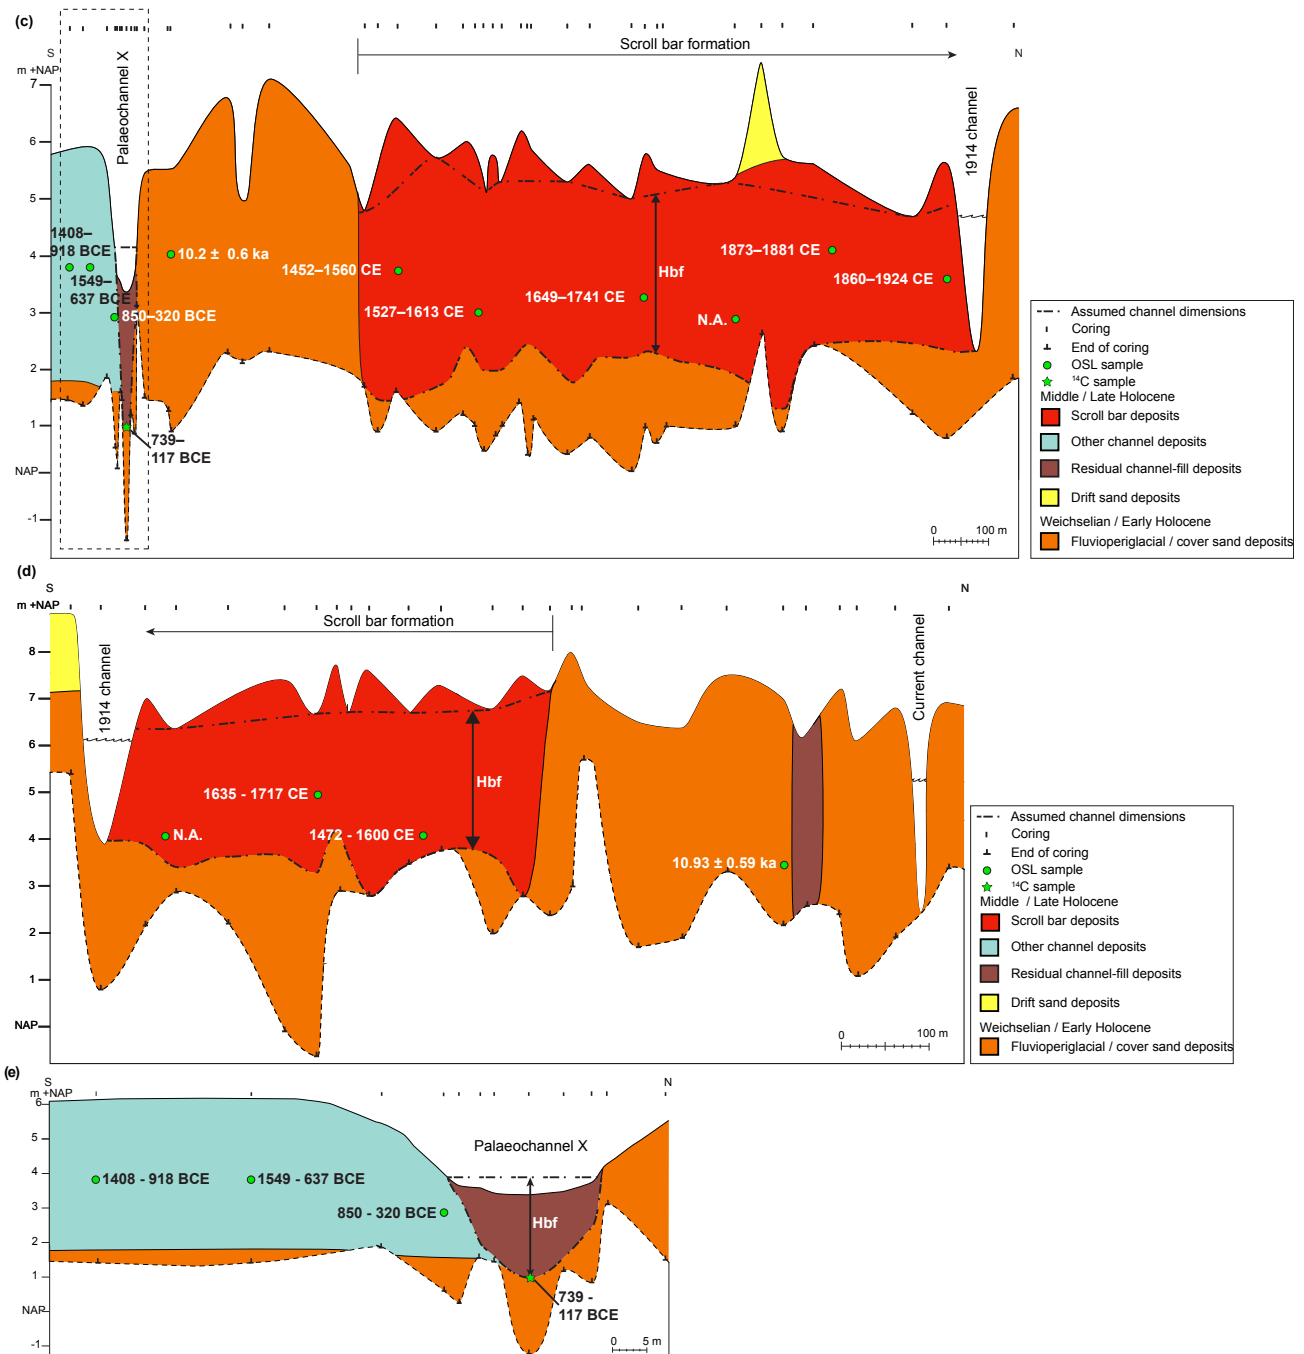 (c)
S
N
m +NAP
Palaeochannel X
Scroll bar formation
1914 channel
7
6
5
4
3
2
1
NAP
-1
1408–
918 BCE
1549–
637 BCE
850–320 BCE
739–
117 BCE
10.2 ± 0.6 ka
1452–1560 CE
1527–1613 CE
1649–1741 CE
Hbf
N.A.
1873–1881 CE
1860–1924 CE
0 100 m
Assumed channel dimensions
Coring
End of coring
OSL sample
14C sample
Middle / Late Holocene
Scroll bar deposits
Other channel deposits
Residual channel-fill deposits
Drift sand deposits
Weichselian / Early Holocene
Fluvioperiglacial / cover sand deposits
(d)
S
N
m +NAP
1914 channel
Scroll bar formation
Current channel
8
7
6
5
4
3
2
1
NAP
1635 - 1717 CE
N.A.
1472 - 1600 CE
Hbf
10.93 ± 0.59 ka
0 100 m
Assumed channel dimensions
Coring
End of coring
OSL sample
14C sample
Middle / Late Holocene
Scroll bar deposits
Other channel deposits
Residual channel-fill deposits
Drift sand deposits
Weichselian / Early Holocene
Fluvioperiglacial / cover sand deposits
(e)
S
N
m +NAP
6
5
4
3
2
1
NAP
-1
Palaeochannel X
1408 - 918 BCE
1549 - 637 BCE
850 - 320 BCE
Hbf
739 -
117 BCE
0 5 m